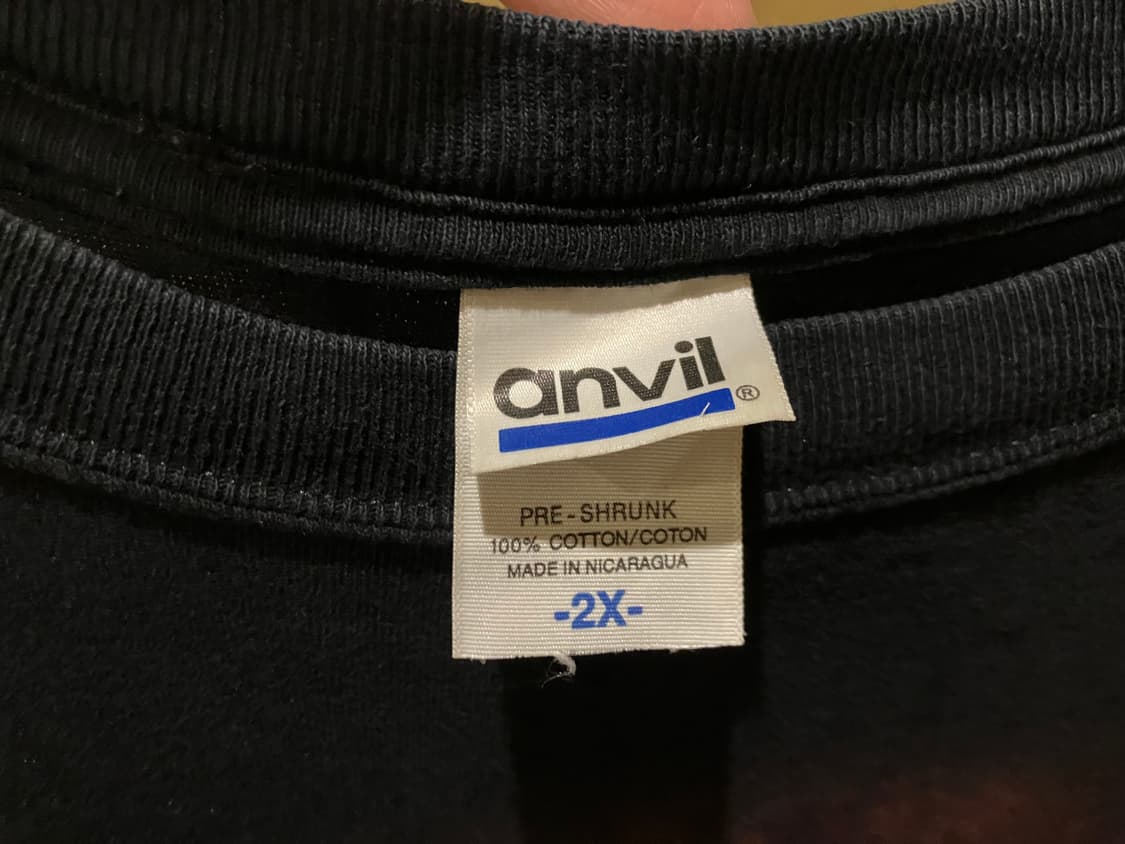 anvil®
PRE-SHRUNK
100% COTTON/COTON
MADE IN NICARAGUA
-2X-